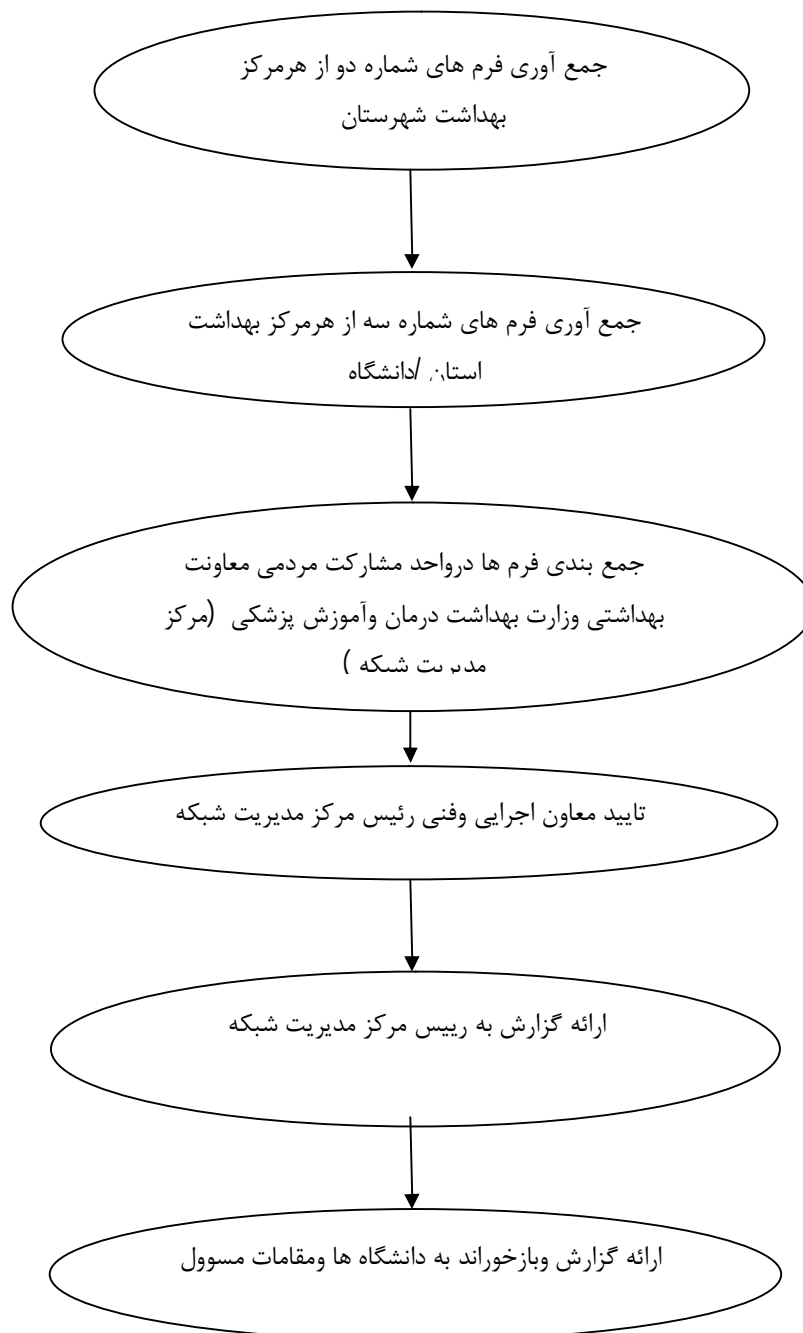 جمع آوری فرم های شماره دو از هرمرکز
بهداشت شهرستان
جمع آوری فرم های شماره سه از هرمرکز بهداشت
استان /دانشگاه
جمع بندی فرم ها درواحد مشارکت مردمی معاونت
بهداشتی وزارت بهداشت درمان وآموزش پزشکی (مرکز
مدیریت شبکه )
تایید معاون اجرایی وفنی رئیس مرکز مدیریت شبکه
ارائه گزارش به رییس مرکز مدیریت شبکه
ارائه گزارش وبازخوراند به دانشگاه ها ومقامات مسوول